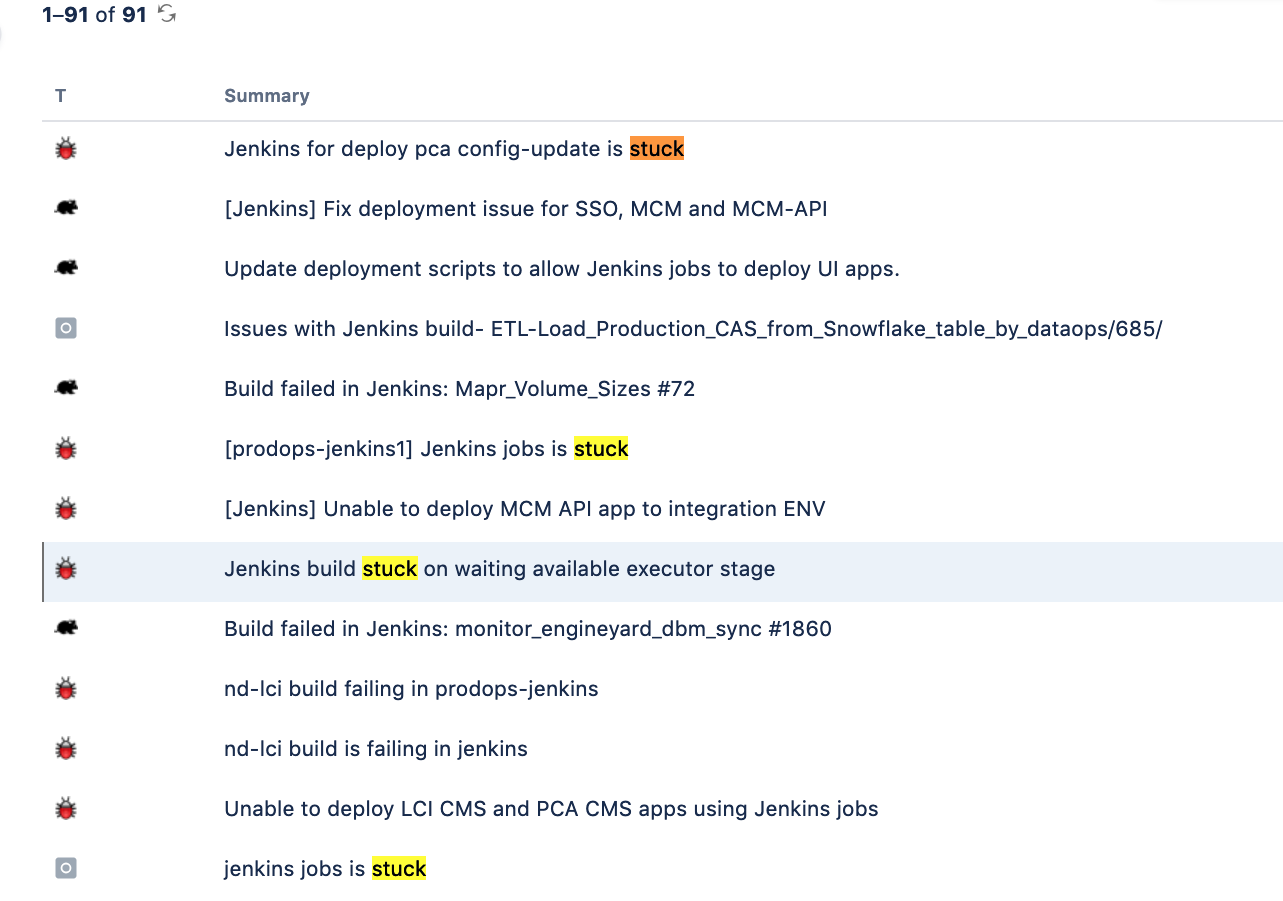 1–91 of 91
T Summary
Jenkins for deploy pca config-update is stuck
[Jenkins] Fix deployment issue for SSO, MCM and MCM-API
Update deployment scripts to allow Jenkins jobs to deploy UI apps.
Issues with Jenkins build- ETL-Load_Production_CAS_from_Snowflake_table_by_dataops/685/
Build failed in Jenkins: Mapr_Volume_Sizes #72
[prodops-jenkins1] Jenkins jobs is stuck
[Jenkins] Unable to deploy MCM API app to integration ENV
Jenkins build stuck on waiting available executor stage
Build failed in Jenkins: monitor_engineyard_dbm_sync #1860
nd-lci build failing in prodops-jenkins
nd-lci build is failing in jenkins
Unable to deploy LCI CMS and PCA CMS apps using Jenkins jobs
jenkins jobs is stuck